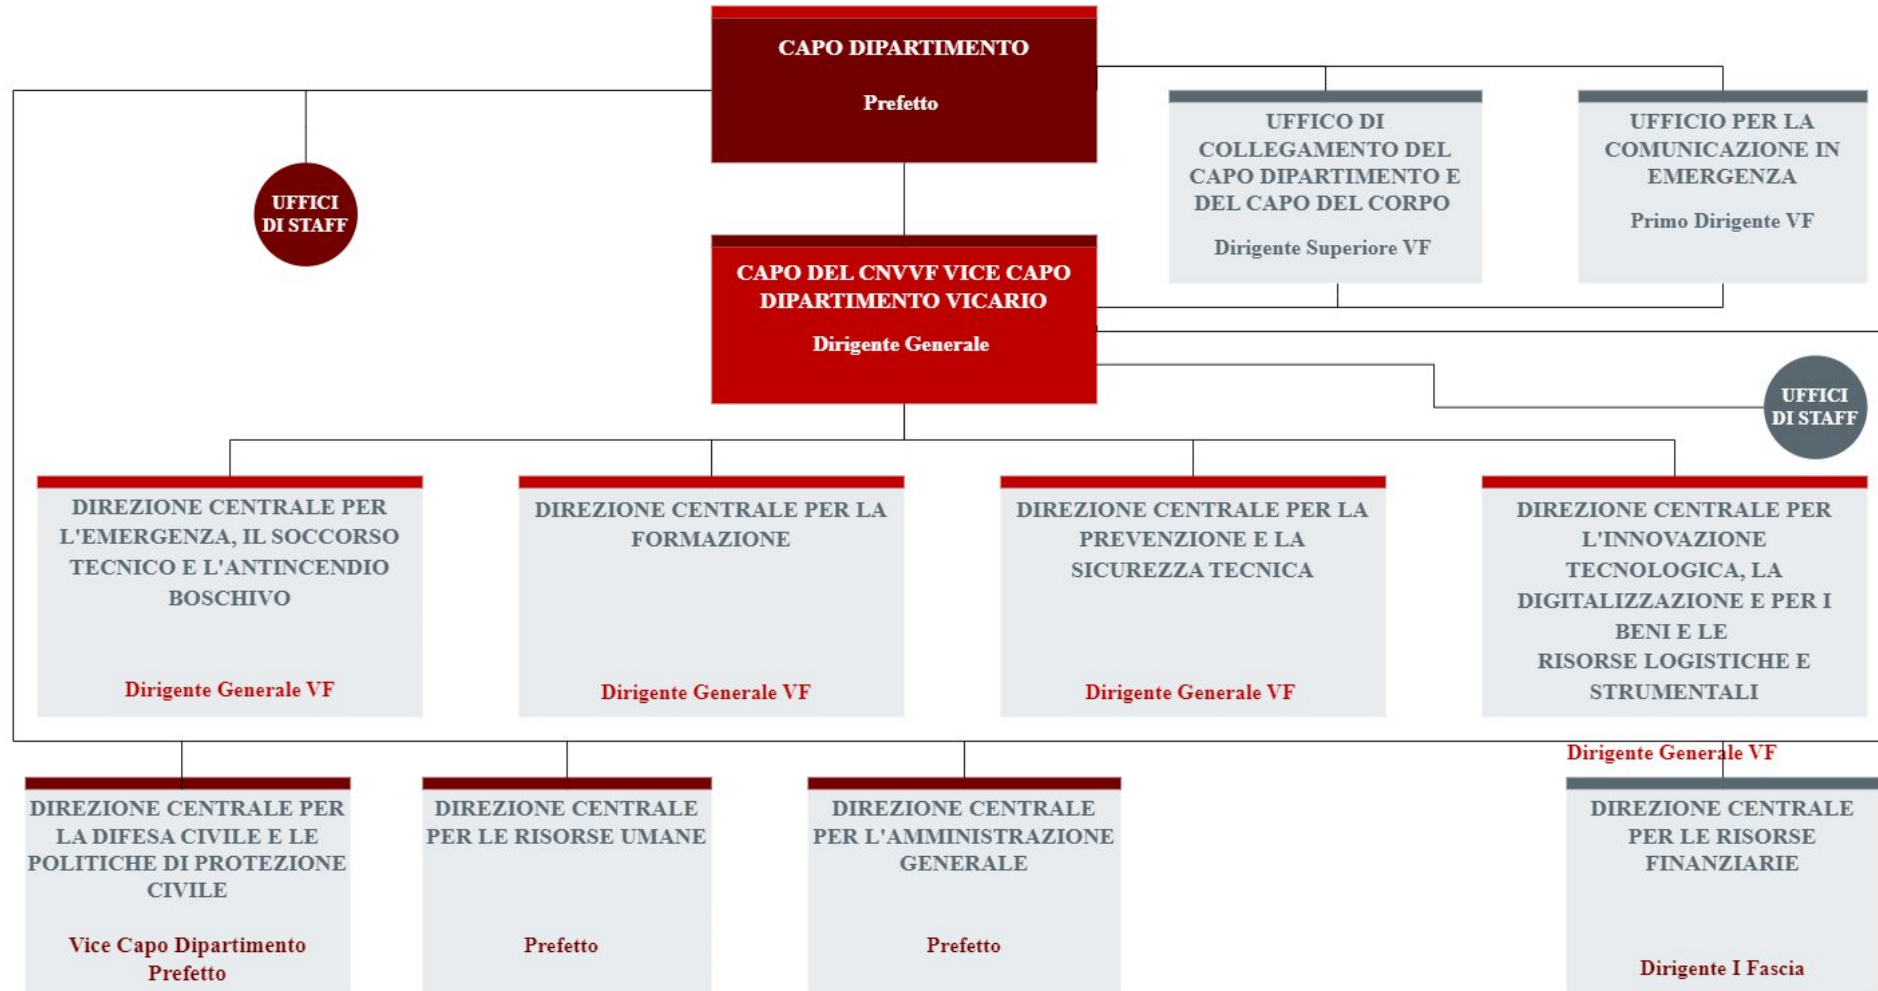 CAPO DIPARTIMENTO
Prefetto
UFFICI
DI STAFF
UFFICO DI
COLLEGAMENTO DEL
CAPO DIPARTIMENTO E
DEL CAPO DEL CORPO
Dirigente Superiore VF
UFFICIO PER LA
COMUNICAZIONE IN
EMERGENZA
Primo Dirigente VF
CAPO DEL CNVVF VICE CAPO
DIPARTIMENTO VICARIO
Dirigente Generale
UFFICI
DI STAFF
DIREZIONE CENTRALE PER
L'EMERGENZA, IL SOCCORSO
TECNICO E L'ANTINCENDIO
BOSCHIVO
Dirigente Generale VF
DIREZIONE CENTRALE PER LA
FORMAZIONE
Dirigente Generale VF
DIREZIONE CENTRALE PER LA
PREVENZIONE E LA
SICUREZZA TECNICA
Dirigente Generale VF
DIREZIONE CENTRALE PER
L'INNOVAZIONE
TECNOLOGICA, LA
DIGITALIZZAZIONE E PER I
BENI E LE
RISORSE LOGISTICHE E
STRUMENTALI
Dirigente Generale VF
DIREZIONE CENTRALE PER
LA DIFESA CIVILE E LE
POLITICHE DI PROTEZIONE
CIVILE
Vice Capo Dipartimento
Prefetto
DIREZIONE CENTRALE
PER LE RISORSE UMANE
Prefetto
DIREZIONE CENTRALE
PER L'AMMINISTRAZIONE
GENERALE
Prefetto
DIREZIONE CENTRALE
PER LE RISORSE
FINANZIARIE
Dirigente I Fascia